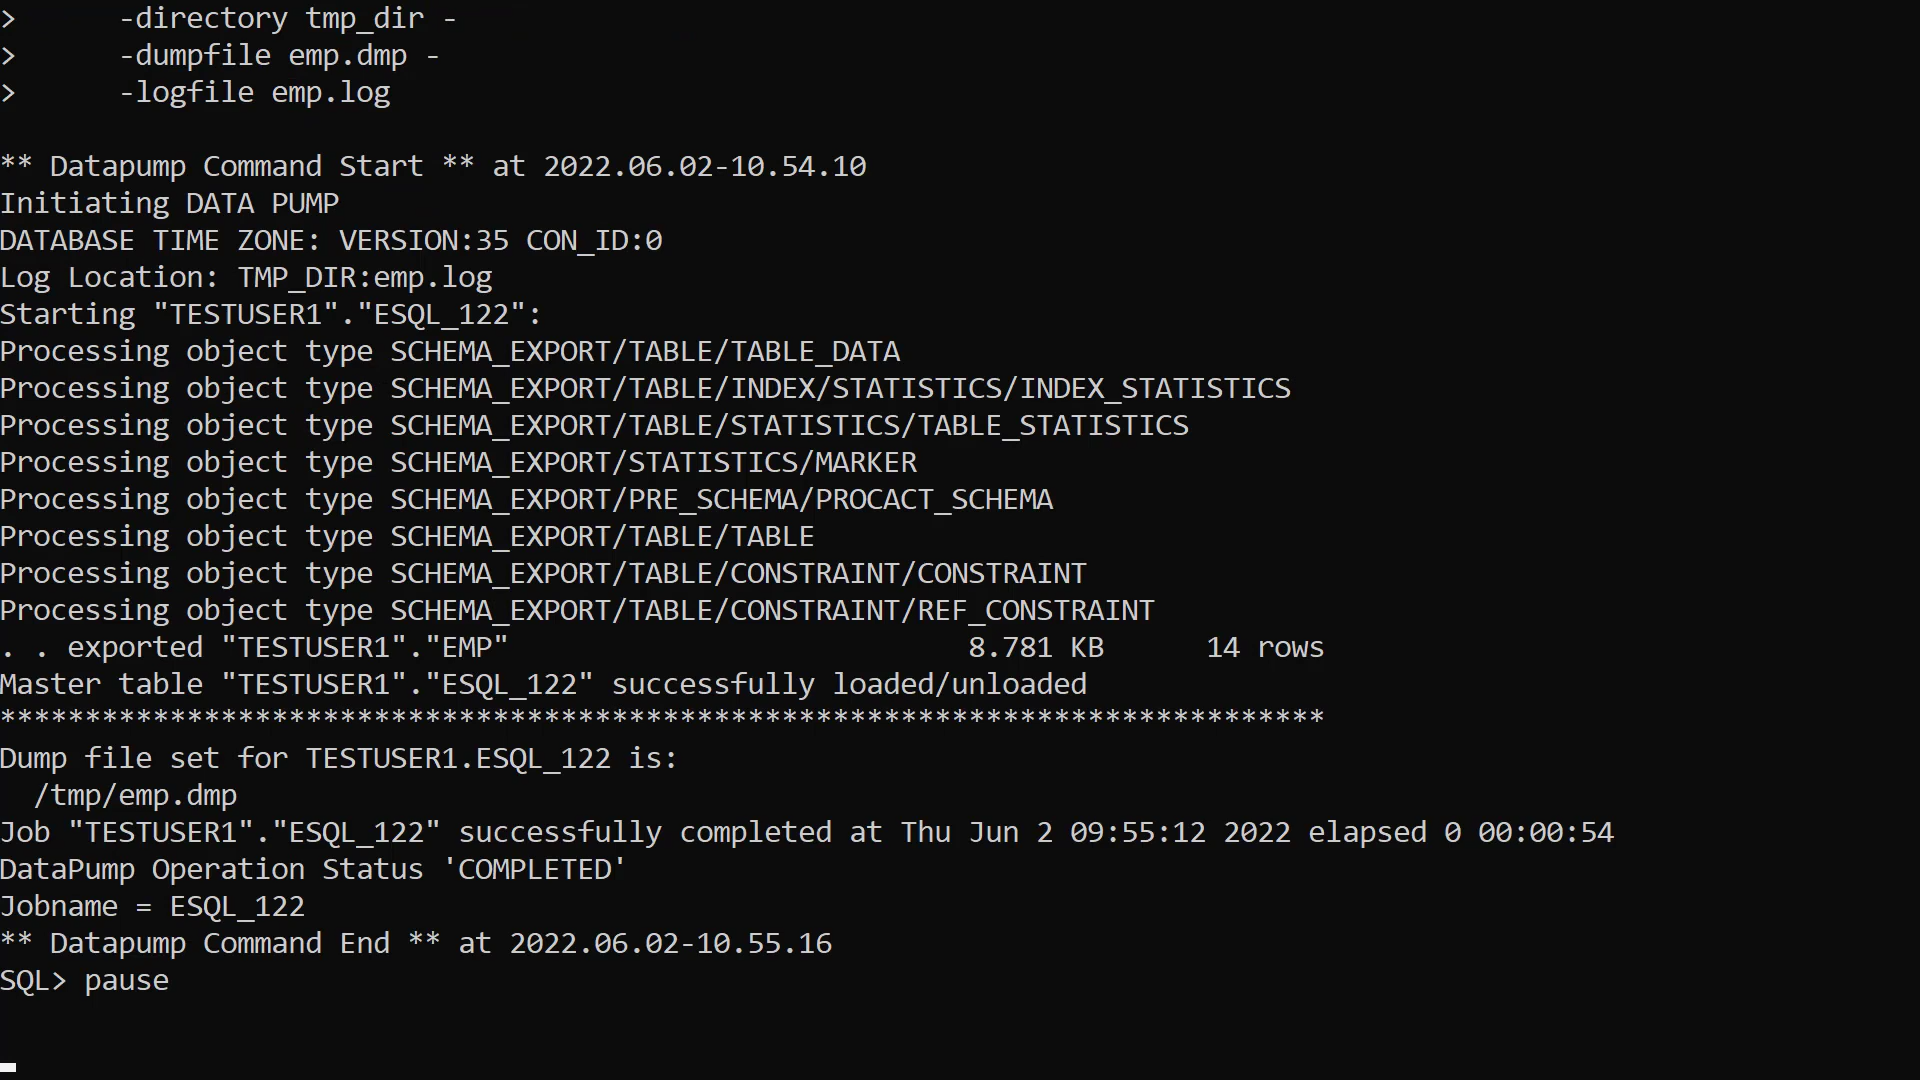 > -directory tmp_dir -
> -dumpfile emp.dmp -
> -logfile emp.log
** Datapump Command Start ** at 2022.06.02-10.54.10
Initiating DATA PUMP
DATABASE TIME ZONE: VERSION:35 CON_ID:0
Log Location: TMP_DIR:emp.log
Starting "TESTUSER1"."ESQL_122":
Processing object type SCHEMA_EXPORT/TABLE/TABLE_DATA
Processing object type SCHEMA_EXPORT/TABLE/INDEX/STATISTICS/INDEX_STATISTICS
Processing object type SCHEMA_EXPORT/TABLE/STATISTICS/TABLE_STATISTICS
Processing object type SCHEMA_EXPORT/STATISTICS/MARKER
Processing object type SCHEMA_EXPORT/PRE_SCHEMA/PROCACT_SCHEMA
Processing object type SCHEMA_EXPORT/TABLE/TABLE
Processing object type SCHEMA_EXPORT/TABLE/CONSTRAINT/CONSTRAINT
Processing object type SCHEMA_EXPORT/TABLE/CONSTRAINT/REF_CONSTRAINT
. . exported "TESTUSER1"."EMP" 8.781 KB 14 rows
Master table "TESTUSER1"."ESQL_122" successfully loaded/unloaded
******************************************************************************
Dump file set for TESTUSER1.ESQL_122 is:
/tmp/emp.dmp
Job "TESTUSER1"."ESQL_122" successfully completed at Thu Jun 2 09:55:12 2022 elapsed 0 00:00:54
DataPump Operation Status 'COMPLETED'
Jobname = ESQL_122
** Datapump Command End ** at 2022.06.02-10.55.16
SQL> pause